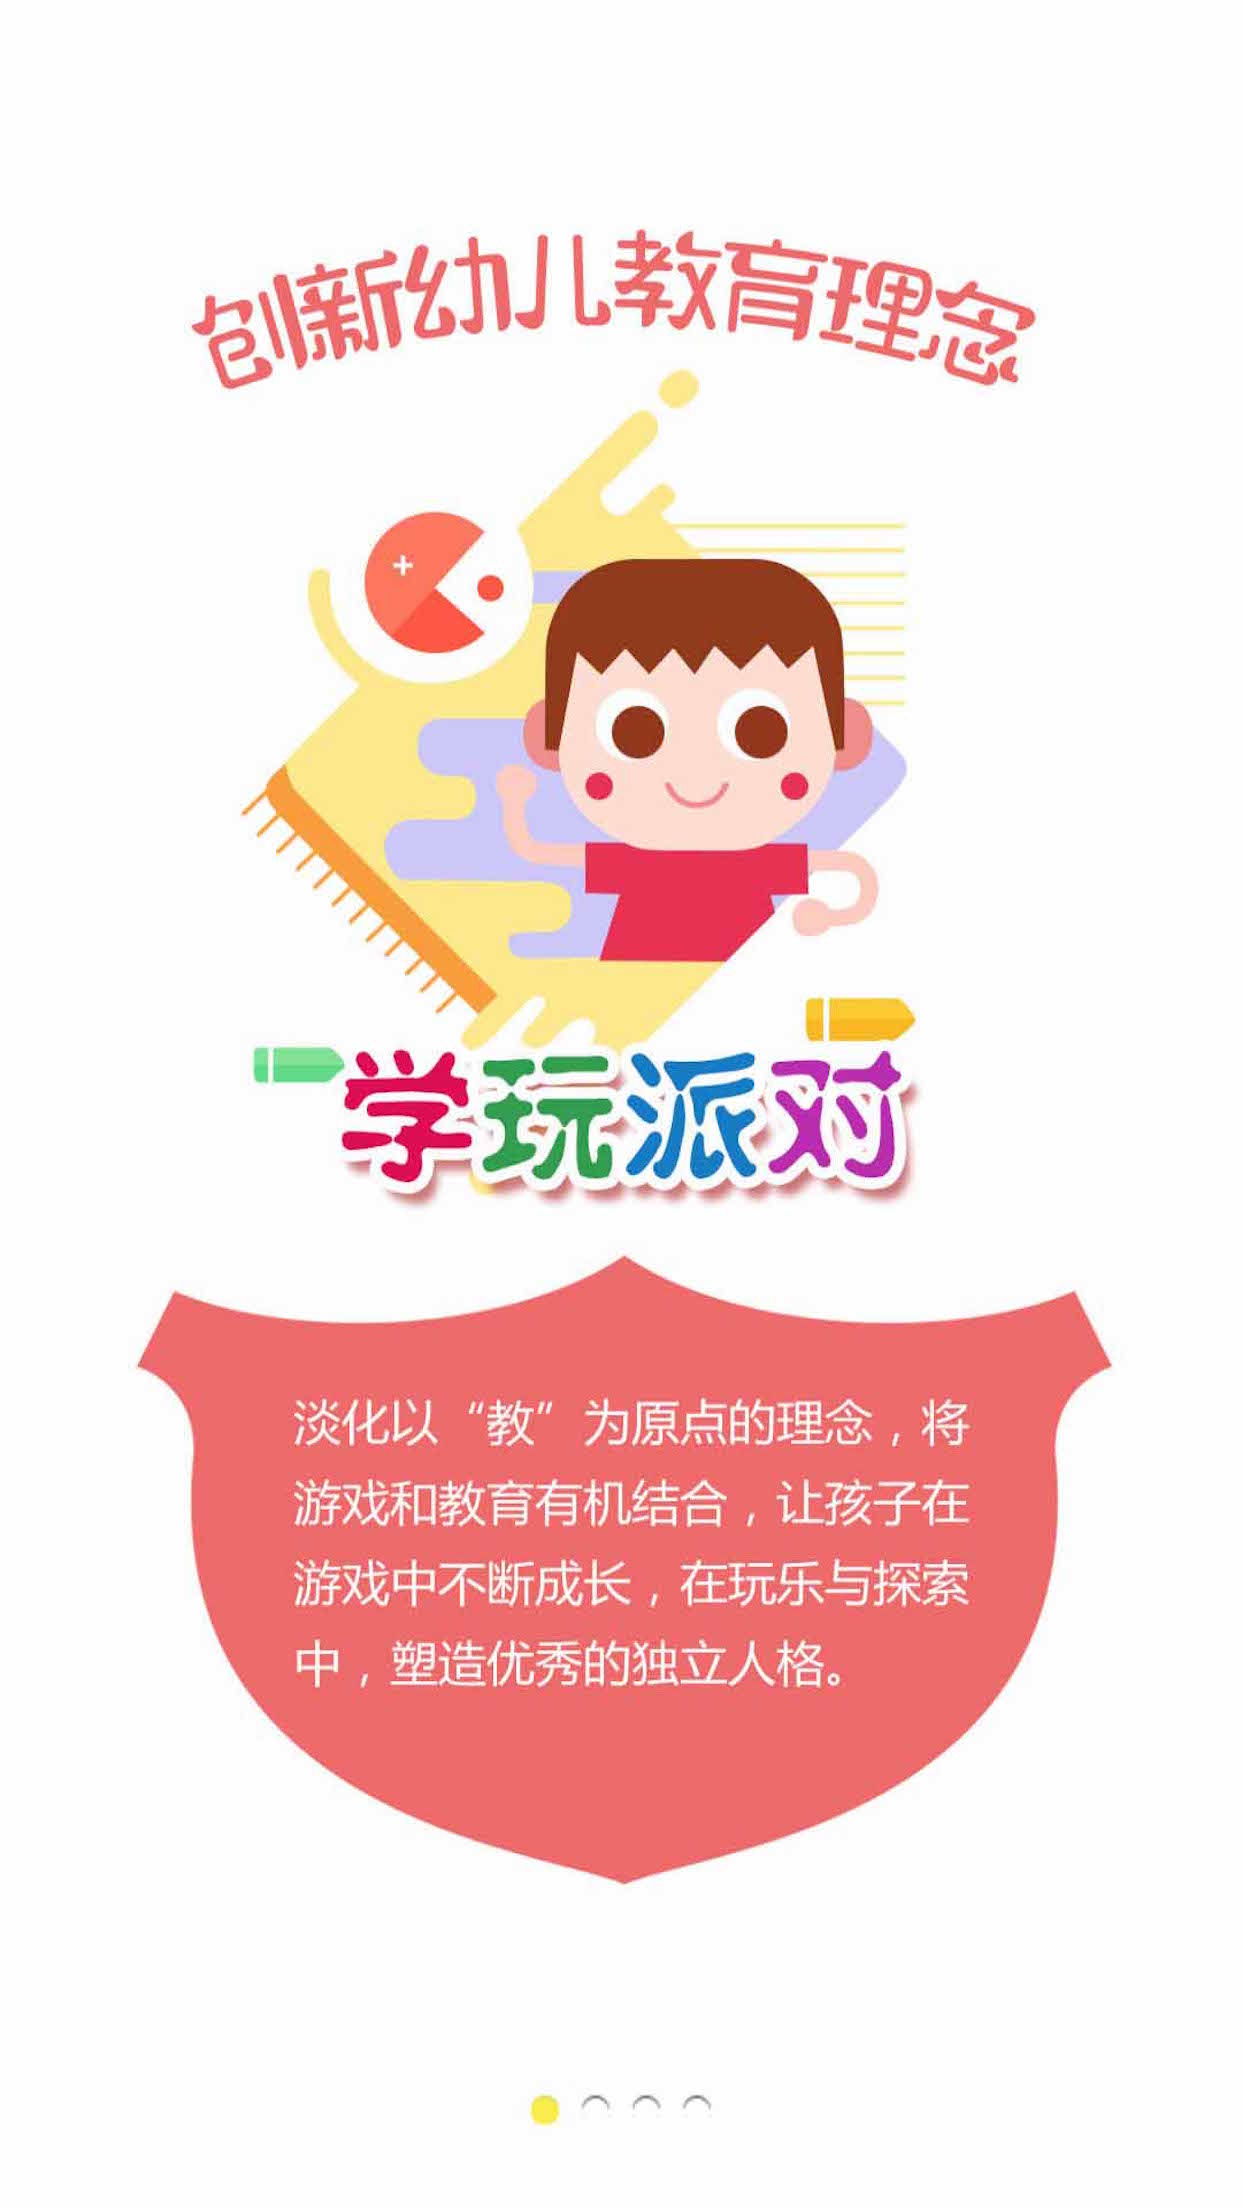 创新幼儿教育理念
学玩派对
淡化以“教”为原点的理念，将
游戏和教育有机结合，让孩子在
游戏中不断成长，在玩乐与探索
中，塑造优秀的独立人格。